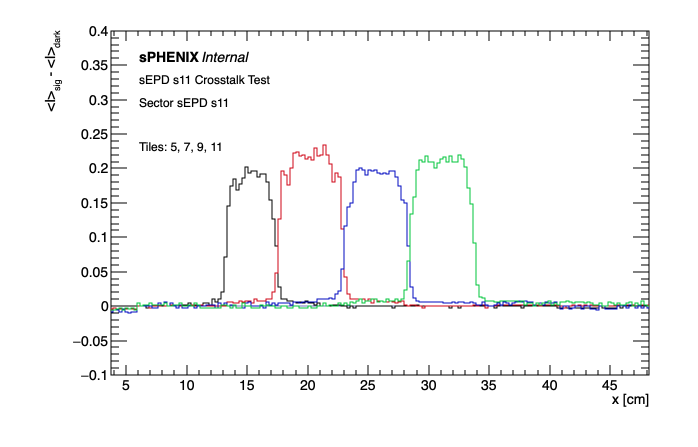 0.4
0.35
0.3
0.25
0.2
0.15
0.1
0.05
0
−0.05
−0.1
<I>sig - <I>dark
sPHENIX Internal
sEPD s11 Crosstalk Test
Sector sEPD s11
Tiles: 5, 7, 9, 11
5 10 15 20 25 30 35 40 45
x [cm]